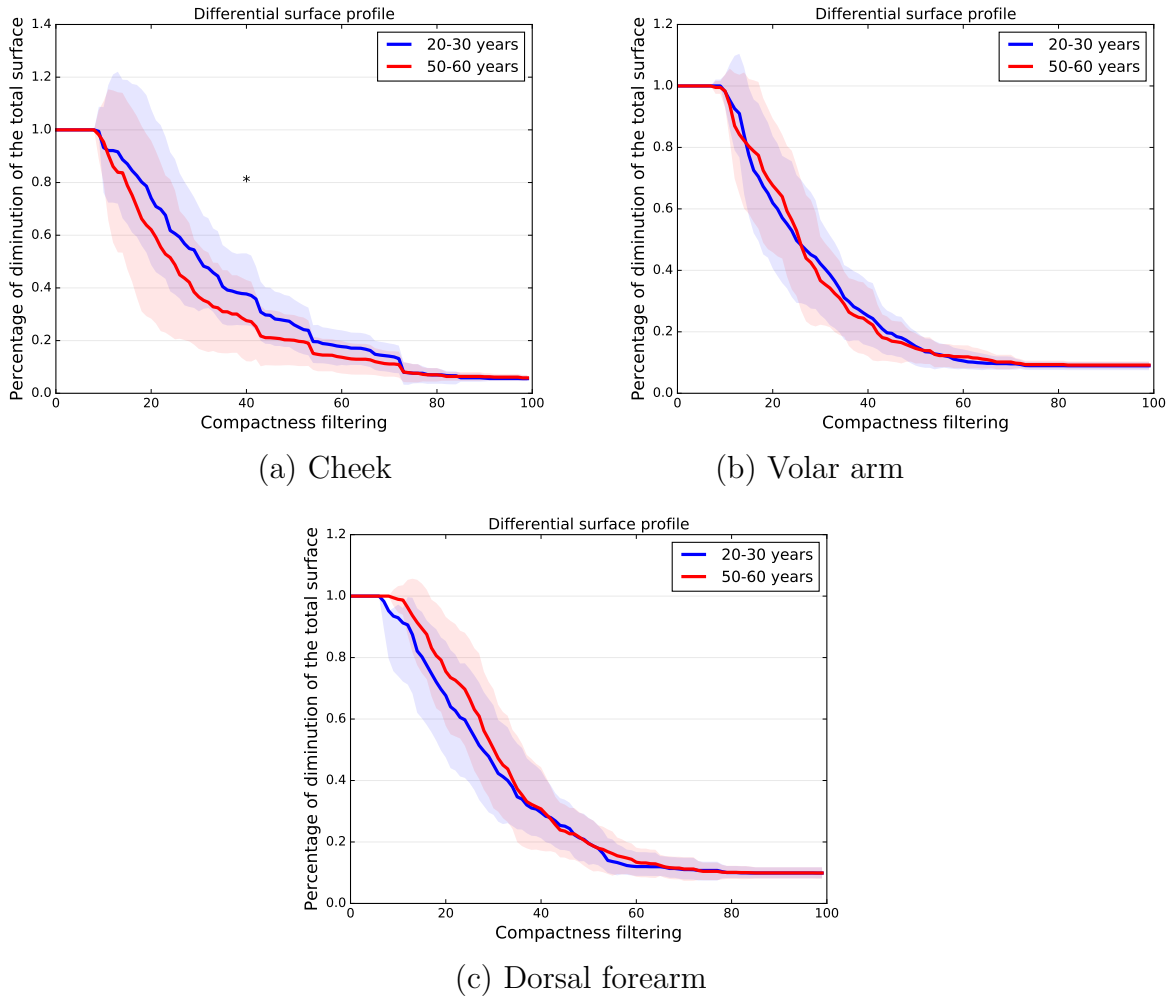 Differential surface profile
Percentage of diminution of the total surface
1.4
1.2
1.0
0.8
0.6
0.4
0.2
0.0
20-30 years
50-60 years
*
0 20 40 60 80 100
Compactness filtering
(a) Cheek
Differential surface profile
Percentage of diminution of the total surface
1.2
1.0
0.8
0.6
0.4
0.2
0.0
20-30 years
50-60 years
0 20 40 60 80 100
Compactness filtering
(b) Volar arm
Differential surface profile
Percentage of diminution of the total surface
1.2
1.0
0.8
0.6
0.4
0.2
0.0
20-30 years
50-60 years
0 20 40 60 80 100
Compactness filtering
(c) Dorsal forearm